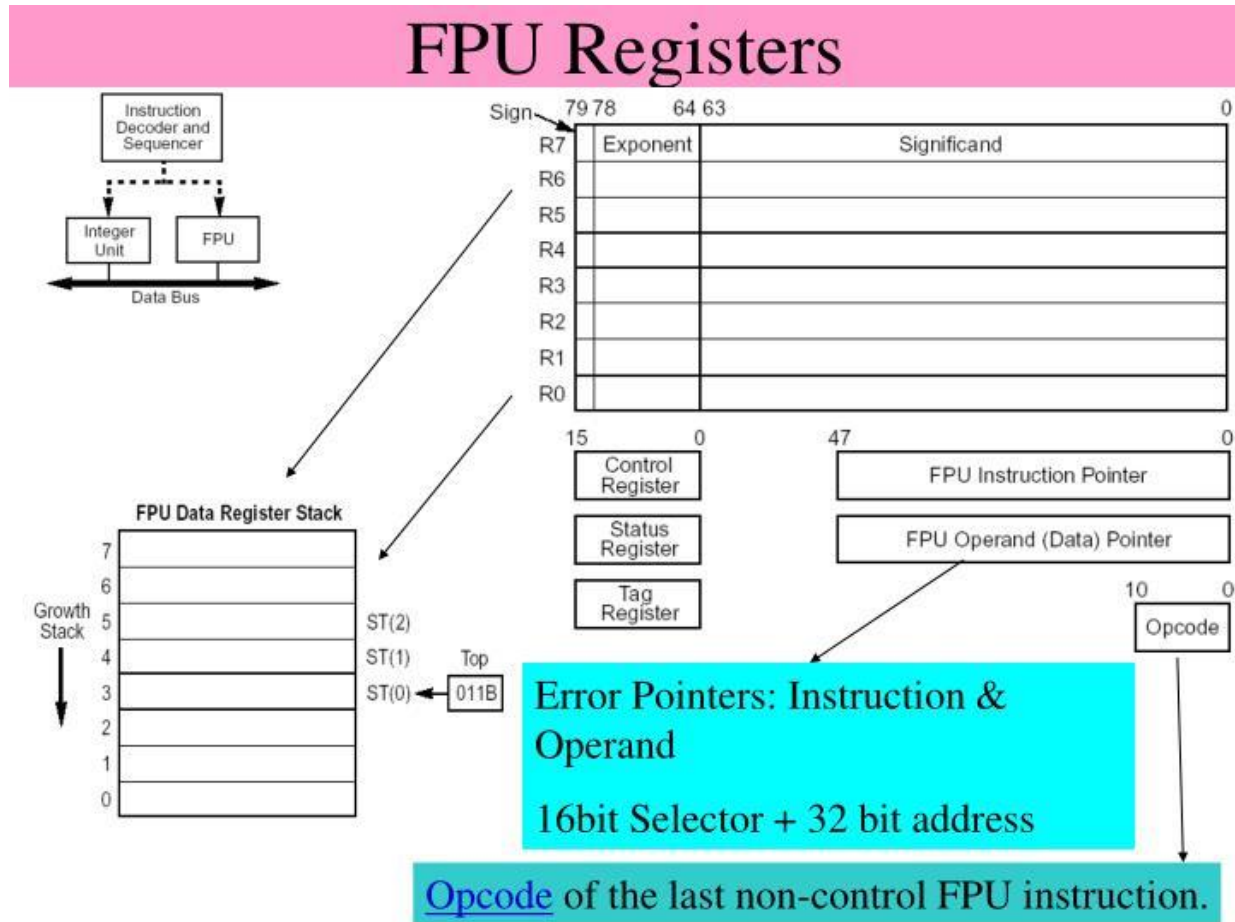 FPU Registers
Instruction
Decoder and
Sequencer
Integer
Unit
FPU
Data Bus
Sign
79 78
64 63
0
R7
Exponent
Significand
R6
R5
R4
R3
R2
R1
R0
15
0
47
0
Control
Register
FPU Instruction Pointer
Status
Register
FPU Operand (Data) Pointer
Tag
Register
10
0
Opcode
FPU Data Register Stack
7
6
Growth
Stack
5
ST(2)
4
ST(1)
Top
3
ST(0)
011B
2
1
0
Error Pointers: Instruction &
Operand
16bit Selector + 32 bit address
Opcode of the last non-control FPU instruction.